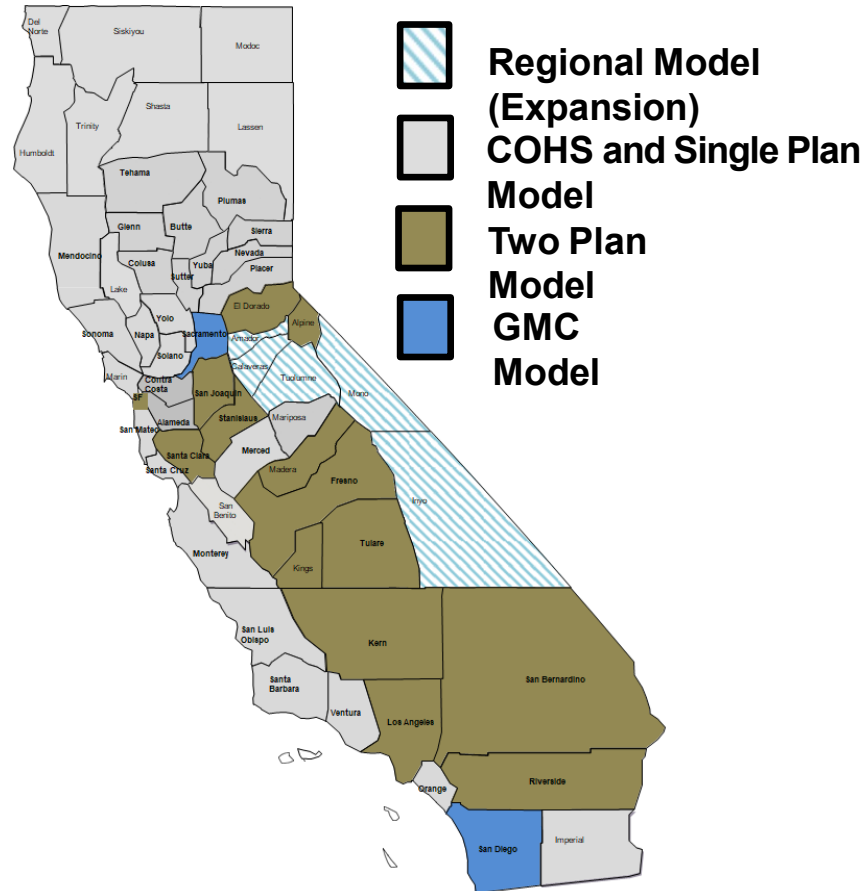 Del
Norte
Siskiyou
Modoc
Humboldt
Trinity
Shasta
Lassen
Tehama
Plumas
Mendocino
Glenn
Butte
Sierra
Colusa
Lake
Sutter
Yuba
Nevada
Placer
Sonoma
Napa
Yolo
Solano
Sacramento
El Dorado
Alpine
Amador
Calaveras
Tuolumne
Mono
Marin
Contra
Costa
SF
San Joaquin
Alameda
Stanislaus
Mariposa
San Mateo
Santa Clara
Santa Cruz
Merced
Madera
Fresno
Inyo
San
Benito
Monterey
Kings
Tulare
San Luis
Obispo
Kern
San Bernardino
Santa
Barbara
Ventura
Los Angeles
Orange
Riverside
San Diego
Imperial
Regional Model
(Expansion)
COHS and Single Plan
Model
Two Plan
Model
GMC
Model